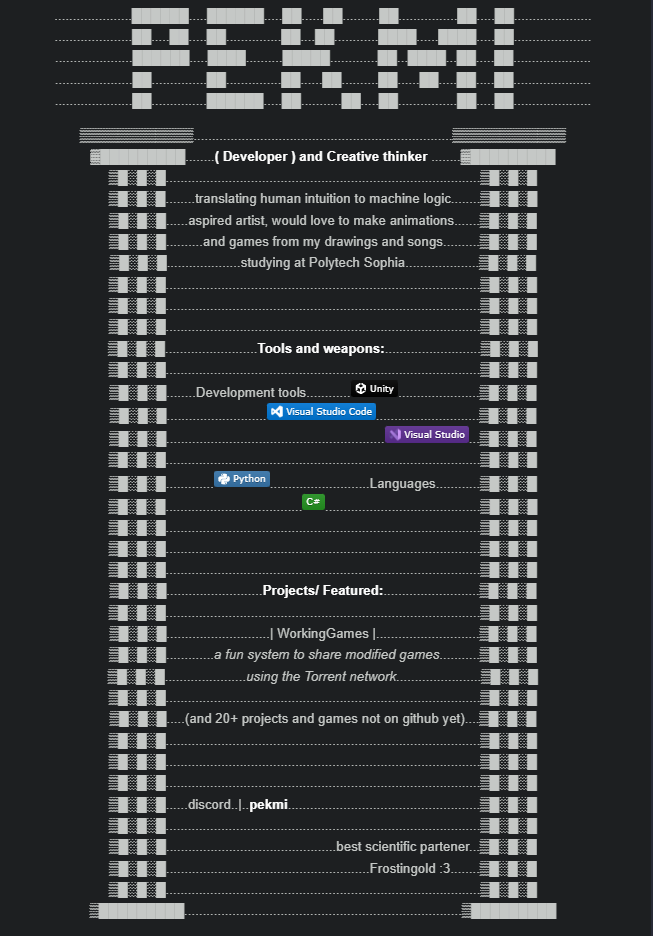 PEKMI
( Developer ) and Creative thinker
translating human intuition to machine logic
aspired artist, would love to make animations
and games from my drawings and songs
studying at Polytech Sophia
Tools and weapons:
Development tools Unity
Visual Studio Code
Visual Studio
Python Languages
C#
Projects/ Featured:
| WorkingGames |
a fun system to share modified games
using the Torrent network
(and 20+ projects and games not on github yet)
discord..|..pekmi
best scientific partener
Frostingold :3